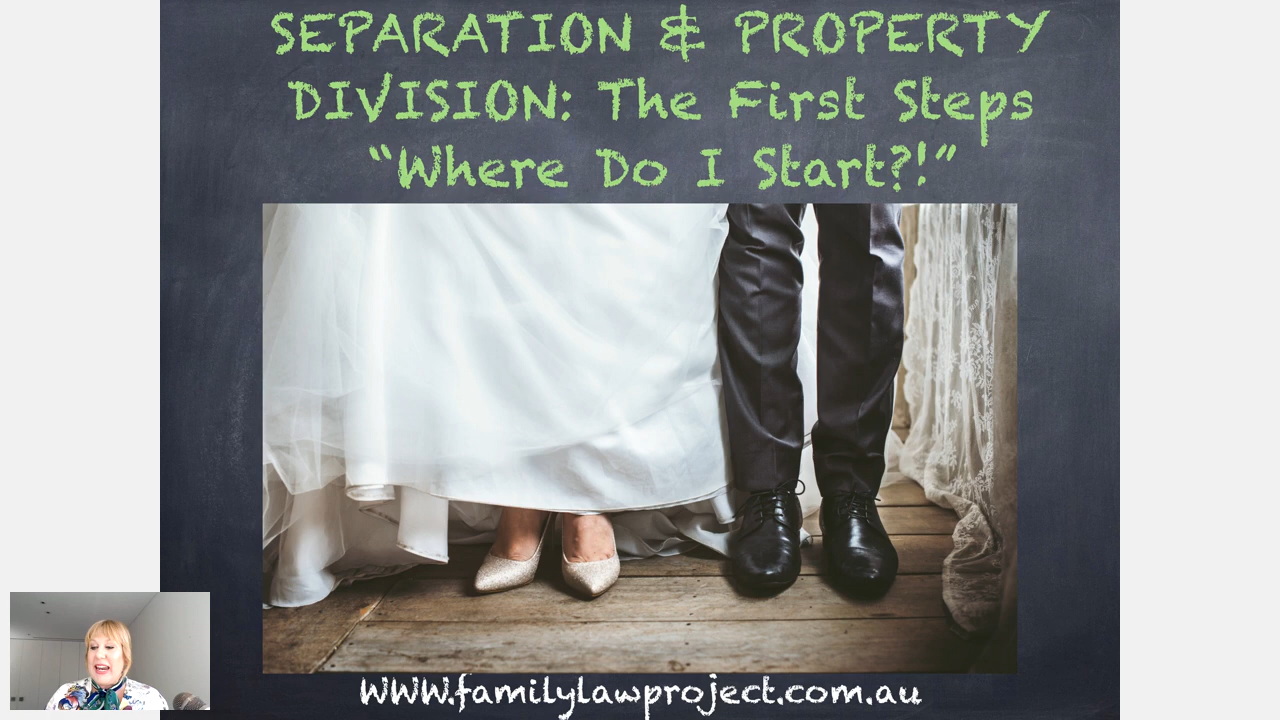 SEPARATION & PROPERTY
DIVISION: The First Steps
“Where Do I Start?!”
WWW.familylawproject.com.au